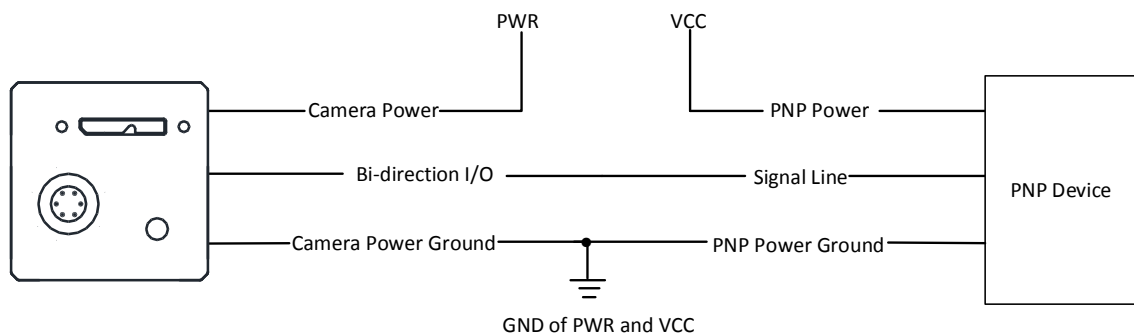 PWR VCC
Camera Power PNP Power
Bi-direction I/O Signal Line
PNP Device
Camera Power Ground PNP Power Ground
GND of PWR and VCC